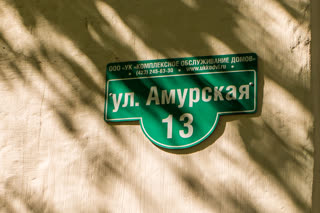 ООО «УК «КОМПЛЕКСНОЕ ОБСЛУЖИВАНИЕ ДОМОВ»
ул. Амурская
13